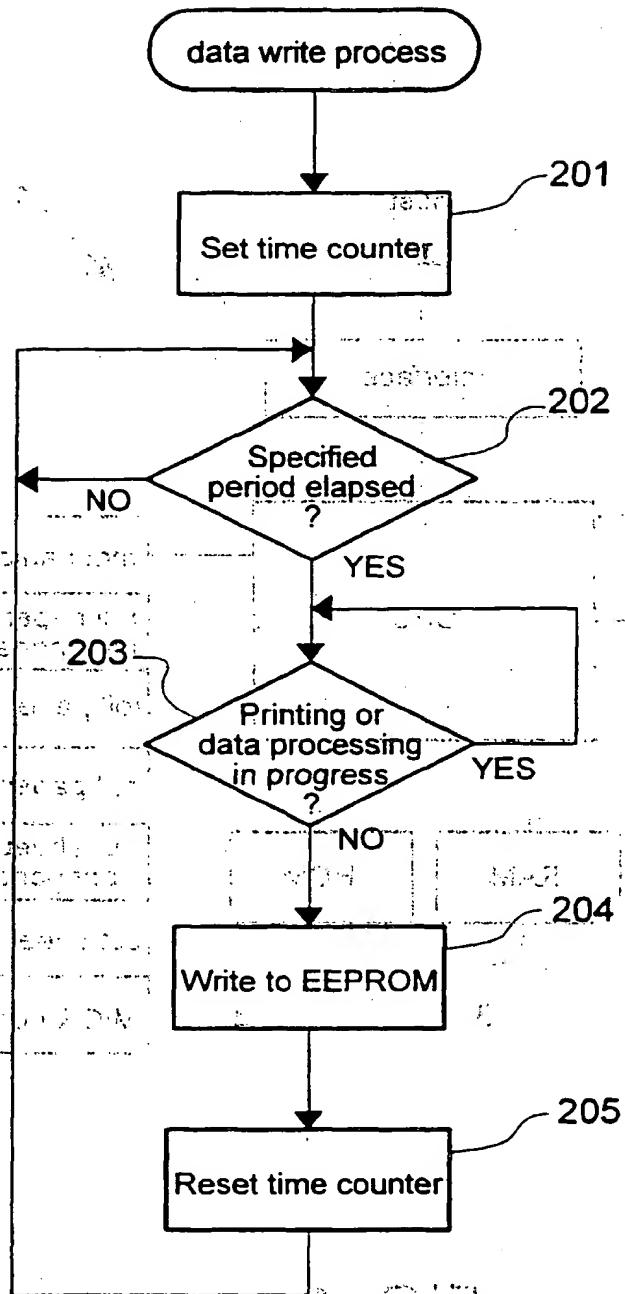 data write process
201
Set time counter
202
Specified
period elapsed
?
NO
YES
203
Printing or
data processing
in progress
?
YES
NO
204
Write to EEPROM
205
Reset time counter